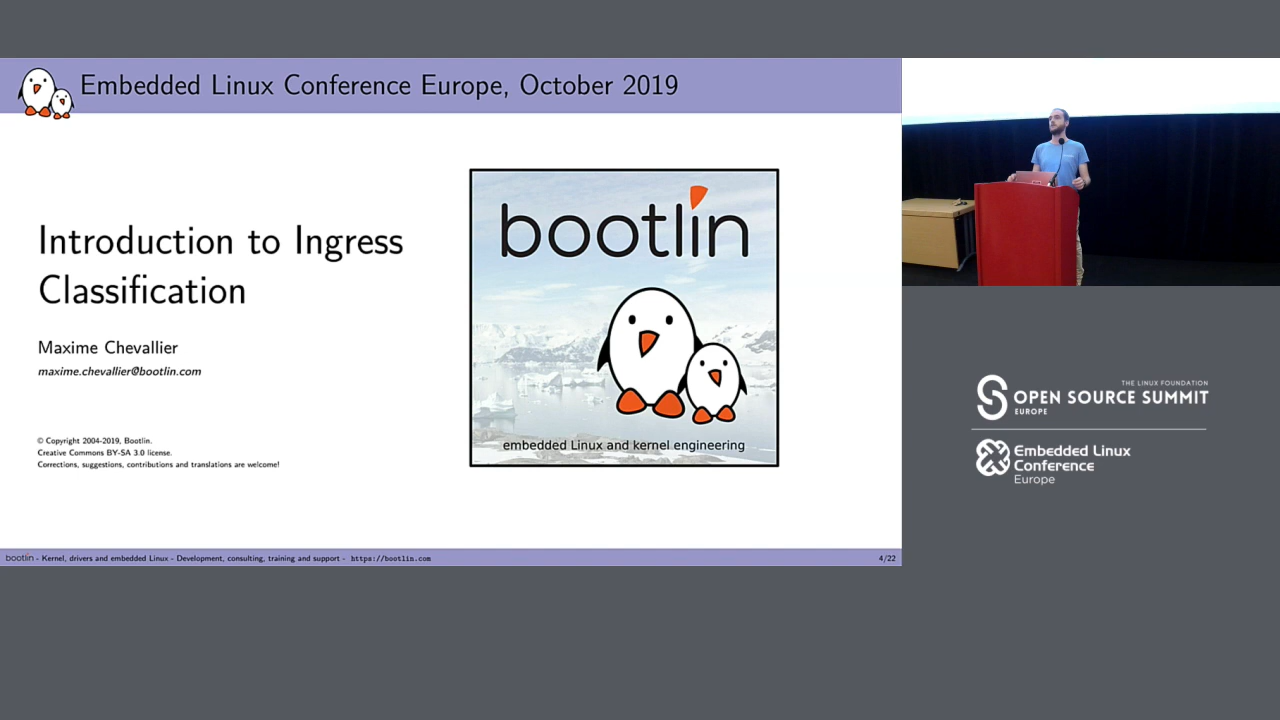 Embedded Linux Conference Europe, October 2019
Introduction to Ingress
Classification
Maxime Chevallier
maxime.chevallier@bootlin.com
© Copyright 2004-2019, Bootlin.
Creative Commons BY-SA 3.0 license.
Corrections, suggestions, contributions and translations are welcome!
bootlin
embedded Linux and kernel engineering
bootlin - Kernel, drivers and embedded Linux - Development, consulting, training and support - https://bootlin.com
4/22
THE LINUX FOUNDATION
OPEN SOURCE SUMMIT
EUROPE
Embedded Linux
Conference
Europe